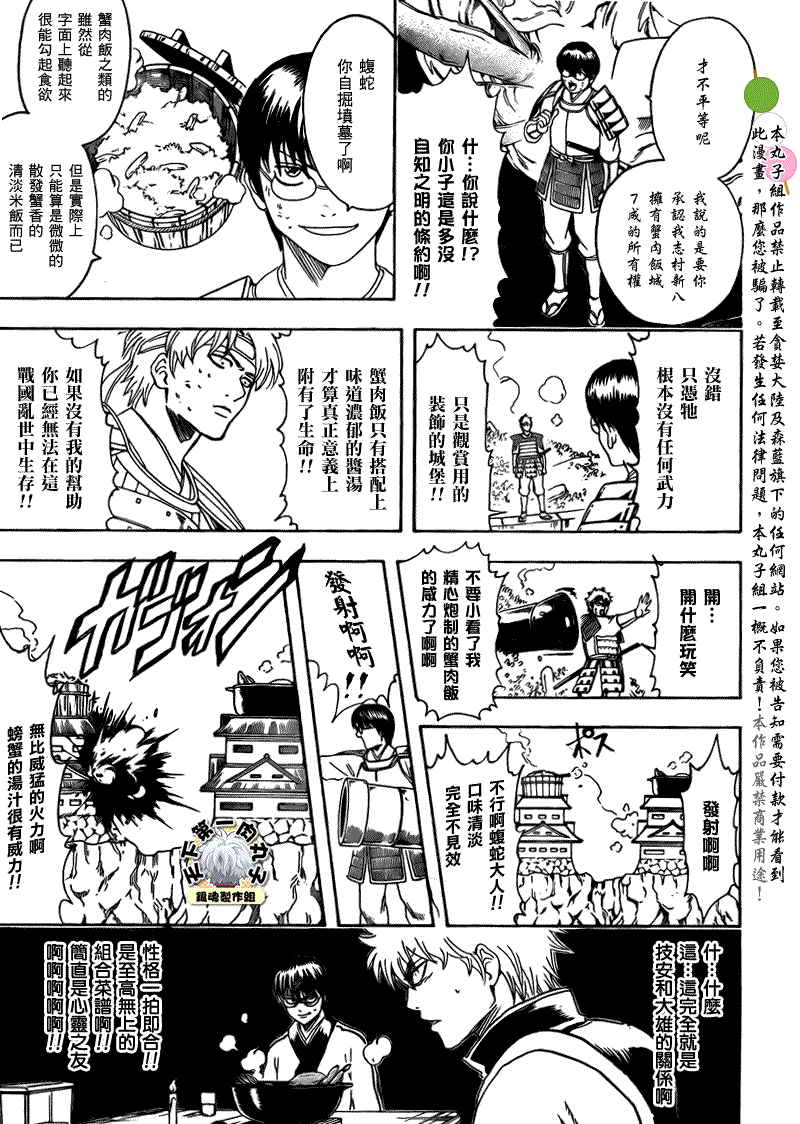 才不平等呢
我說的是要你
承認我志村新八
擁有蟹肉飯城
7成的所有權
什…你說什麼!?
你小子這是多沒
自知之明的條約啊!!
蝮蛇
你自掘墳墓了啊
蟹肉飯之類的
雖然從
字面上聽起來
很能勾起食欲
但是實際上
只能算是微微的
散發蟹香的
清淡米飯而已
沒錯
只憑牠
根本沒有任何武力
只是觀賞用的
裝飾的城堡!!
蟹肉飯只有搭配上
味道濃郁的醬湯
才算真正意義上
附有了生命!!
如果沒有我的幫助
你已經無法在這
戰國亂世中生存!!
開…
開什麼玩笑
不要小看了我
精心炮制的蟹肉飯
的威力了啊啊
發射啊啊
ポス
不行啊蝮蛇大人!!
口味清淡
完全不見效
發射啊啊!!
ガガォン
無比威猛的火力啊
螃蟹的湯汁很有威力!!
天下第一肉丸子
銀魂製作組
什…什麼
這…這完全就是
技安和大雄的關係啊
性格一拍即合!!
是至高無上的
組合菜譜啊!!
簡直是心靈之友
啊啊啊啊啊!!
本丸子組作品禁止轉載至貪婪大陸及森藍旗下的任何網站。如果您被告知需要付款才能看到
此漫畫，那麼您被騙了。若發生任何法律問題，本丸子組一概不負責！本作品嚴禁商業用途！